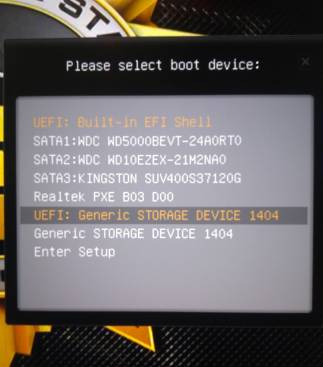 Please select boot device:
UEFI: Built-in EFI Shell
SATA1:WDC WD5000BEVT-24A0RT0
SATA2:WDC WD10EZEX-21M2NA0
SATA3:KINGSTON SUV400S37120G
Realtek PXE B03 D00
UEFI: Generic STORAGE DEVICE 1404
Generic STORAGE DEVICE 1404
Enter Setup